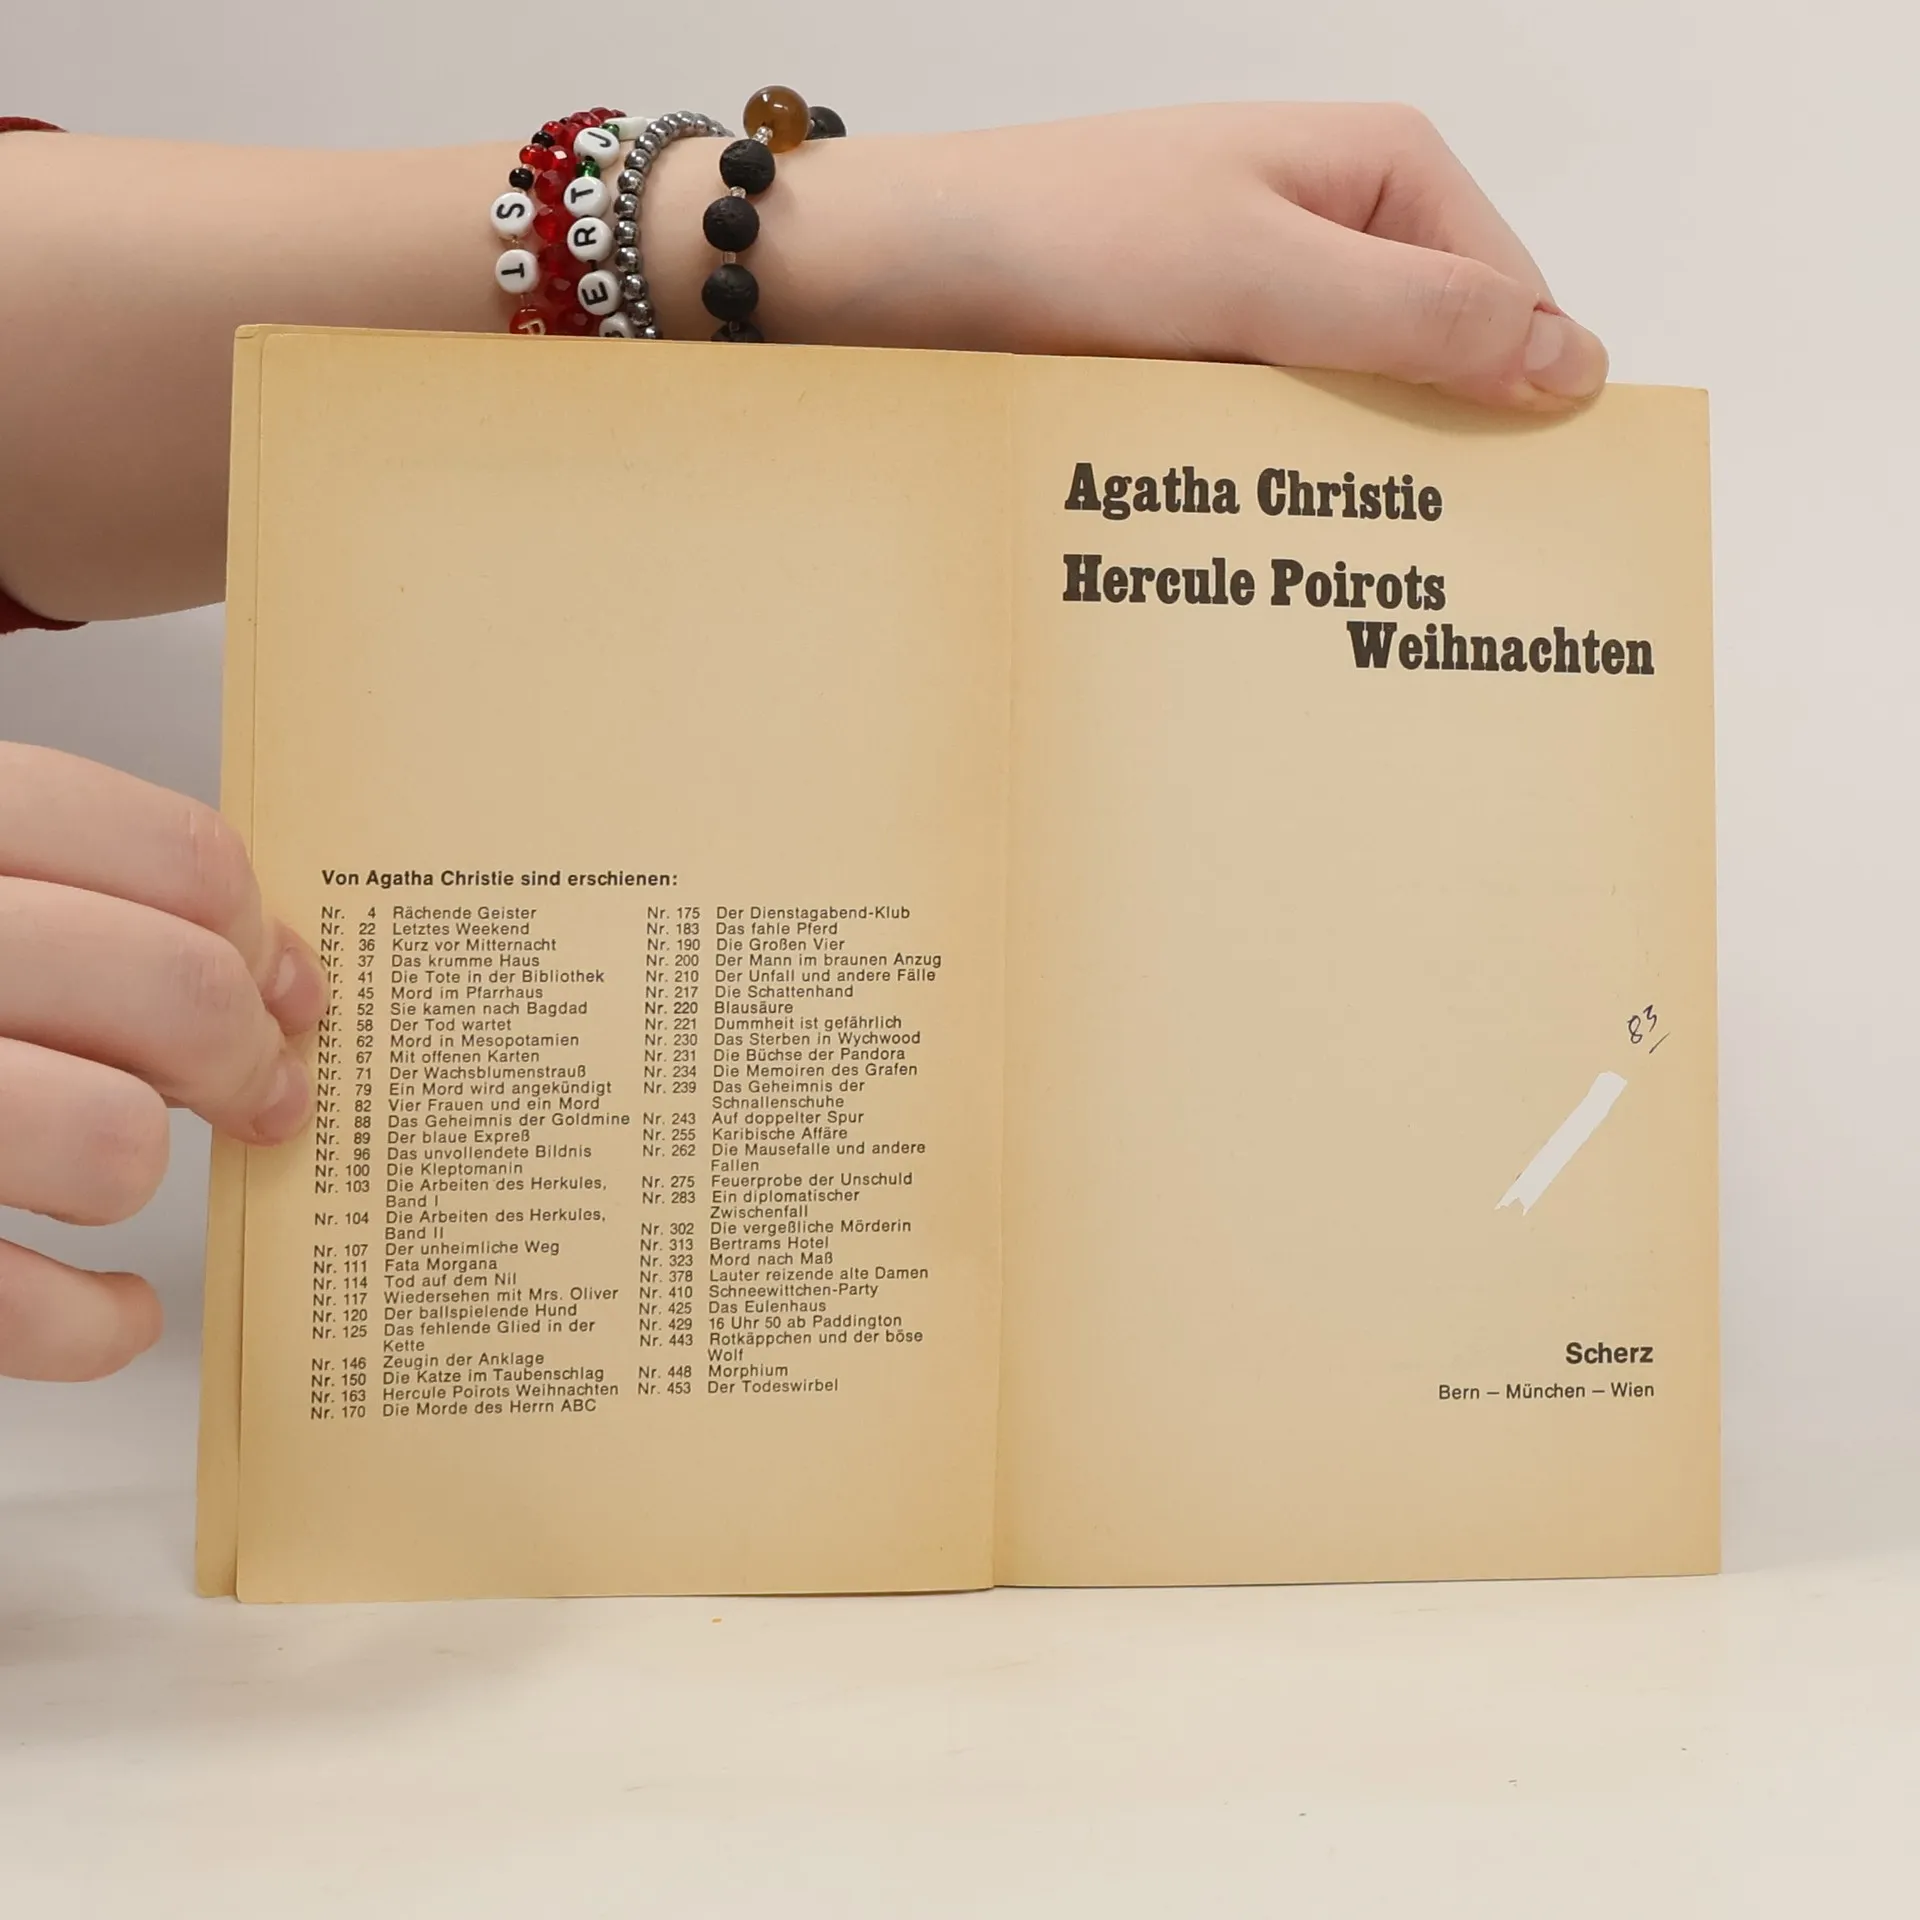 J
T
R
E
S
T
P
Von Agatha Christie sind erschienen:
Nr. 4 Rächende Geister
Nr. 22 Letztes Weekend
Nr. 36 Kurz vor Mitternacht
Nr. 37 Das krumme Haus
Nr. 41 Die Tote in der Bibliothek
Nr. 45 Mord im Pfarrhaus
Nr. 52 Sie kamen nach Bagdad
Nr. 58 Der Tod wartet
Nr. 62 Mord in Mesopotamien
Nr. 67 Mit offenen Karten
Nr. 71 Der Wachsblumenstrauß
Nr. 79 Ein Mord wird angekündigt
Nr. 82 Vier Frauen und ein Mord
Nr. 88 Das Geheimnis der Goldmine
Nr. 89 Der blaue Expreß
Nr. 96 Das unvollendete Bildnis
Nr. 100 Die Kleptomanin
Nr. 103 Die Arbeiten des Herkules,
Band I
Nr. 104 Die Arbeiten des Herkules,
Band II
Nr. 107 Der unheimliche Weg
Nr. 111 Fata Morgana
Nr. 114 Tod auf dem Nil
Nr. 117 Wiedersehen mit Mrs. Oliver
Nr. 120 Der ballspielende Hund
Nr. 125 Das fehlende Glied in der
Kette
Nr. 146 Zeugin der Anklage
Nr. 150 Die Katze im Taubenschlag
Nr. 163 Hercule Poirots Weihnachten
Nr. 170 Die Morde des Herrn ABC
Nr. 175 Der Dienstagabend-Klub
Nr. 183 Das fahle Pferd
Nr. 190 Die Großen Vier
Nr. 200 Der Mann im braunen Anzug
Nr. 210 Der Unfall und andere Fälle
Nr. 217 Die Schattenhand
Nr. 220 Blausäure
Nr. 221 Dummheit ist gefährlich
Nr. 230 Das Sterben in Wychwood
Nr. 231 Die Büchse der Pandora
Nr. 234 Die Memoiren des Grafen
Nr. 239 Das Geheimnis der
Schnallenschuhe
Nr. 243 Auf doppelter Spur
Nr. 255 Karibische Affäre
Nr. 262 Die Mausefalle und andere
Fallen
Nr. 275 Feuerprobe der Unschuld
Nr. 283 Ein diplomatischer
Zwischenfall
Nr. 302 Die vergeßliche Mörderin
Nr. 313 Bertrams Hotel
Nr. 323 Mord nach Maß
Nr. 378 Lauter reizende alte Damen
Nr. 410 Schneewittchen-Party
Nr. 425 Das Eulenhaus
Nr. 429 16 Uhr 50 ab Paddington
Nr. 443 Rotkäppchen und der böse
Wolf
Nr. 448 Morphium
Nr. 453 Der Todeswirbel
Agatha Christie
Hercule Poirots
Weihnachten
83
Scherz
Bern – München – Wien